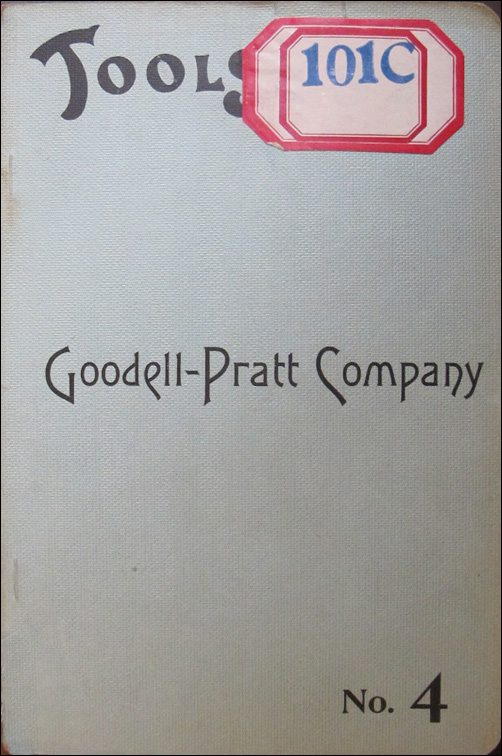 TOOLS
101C
Goodell-Pratt Company
No. 4